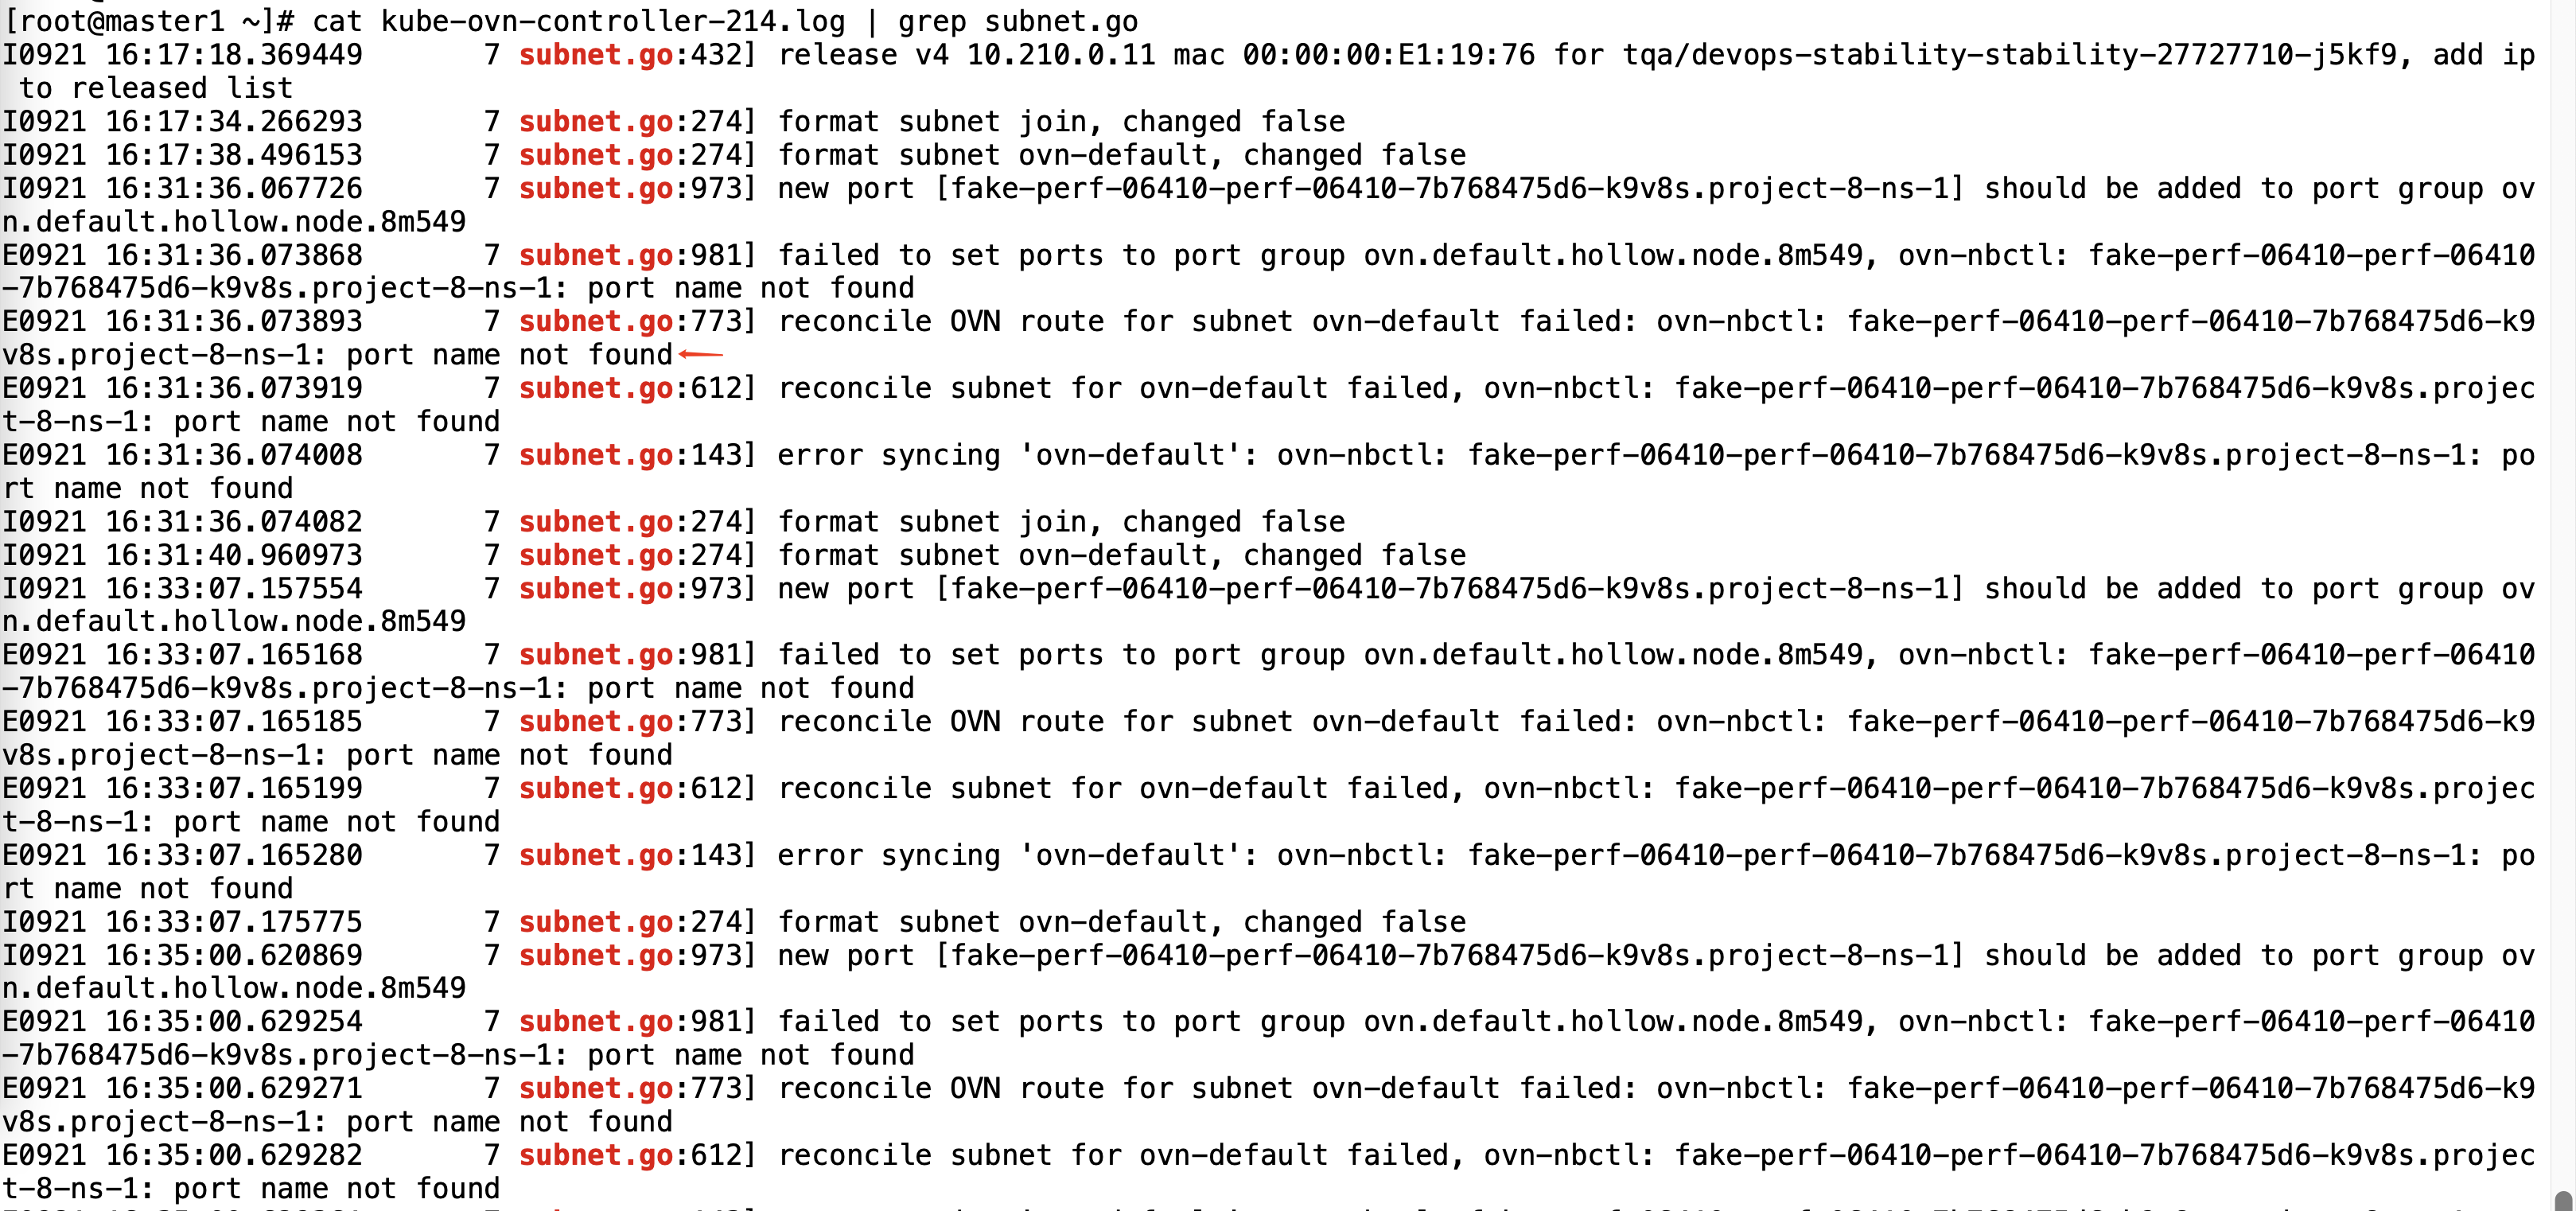 [root@master1 ~]# cat kube-ovn-controller-214.log | grep subnet.go
I0921 16:17:18.369449       7 subnet.go:432] release v4 10.210.0.11 mac 00:00:00:E1:19:76 for tqa/devops-stability-stability-27727710-j5kf9, add ip
 to released list
I0921 16:17:34.266293       7 subnet.go:274] format subnet join, changed false
I0921 16:17:38.496153       7 subnet.go:274] format subnet ovn-default, changed false
I0921 16:31:36.067726       7 subnet.go:973] new port [fake-perf-06410-perf-06410-7b768475d6-k9v8s.project-8-ns-1] should be added to port group ov
n.default.hollow.node.8m549
E0921 16:31:36.073868       7 subnet.go:981] failed to set ports to port group ovn.default.hollow.node.8m549, ovn-nbctl: fake-perf-06410-perf-06410
-7b768475d6-k9v8s.project-8-ns-1: port name not found
E0921 16:31:36.073893       7 subnet.go:773] reconcile OVN route for subnet ovn-default failed: ovn-nbctl: fake-perf-06410-perf-06410-7b768475d6-k9
v8s.project-8-ns-1: port name not found
E0921 16:31:36.073919       7 subnet.go:612] reconcile subnet for ovn-default failed, ovn-nbctl: fake-perf-06410-perf-06410-7b768475d6-k9v8s.projec
t-8-ns-1: port name not found
E0921 16:31:36.074008       7 subnet.go:143] error syncing 'ovn-default': ovn-nbctl: fake-perf-06410-perf-06410-7b768475d6-k9v8s.project-8-ns-1: po
rt name not found
I0921 16:31:36.074082       7 subnet.go:274] format subnet join, changed false
I0921 16:31:40.960973       7 subnet.go:274] format subnet ovn-default, changed false
I0921 16:33:07.157554       7 subnet.go:973] new port [fake-perf-06410-perf-06410-7b768475d6-k9v8s.project-8-ns-1] should be added to port group ov
n.default.hollow.node.8m549
E0921 16:33:07.165168       7 subnet.go:981] failed to set ports to port group ovn.default.hollow.node.8m549, ovn-nbctl: fake-perf-06410-perf-06410
-7b768475d6-k9v8s.project-8-ns-1: port name not found
E0921 16:33:07.165185       7 subnet.go:773] reconcile OVN route for subnet ovn-default failed: ovn-nbctl: fake-perf-06410-perf-06410-7b768475d6-k9
v8s.project-8-ns-1: port name not found
E0921 16:33:07.165199       7 subnet.go:612] reconcile subnet for ovn-default failed, ovn-nbctl: fake-perf-06410-perf-06410-7b768475d6-k9v8s.projec
t-8-ns-1: port name not found
E0921 16:33:07.165280       7 subnet.go:143] error syncing 'ovn-default': ovn-nbctl: fake-perf-06410-perf-06410-7b768475d6-k9v8s.project-8-ns-1: po
rt name not found
I0921 16:33:07.175775       7 subnet.go:274] format subnet ovn-default, changed false
I0921 16:35:00.620869       7 subnet.go:973] new port [fake-perf-06410-perf-06410-7b768475d6-k9v8s.project-8-ns-1] should be added to port group ov
n.default.hollow.node.8m549
E0921 16:35:00.629254       7 subnet.go:981] failed to set ports to port group ovn.default.hollow.node.8m549, ovn-nbctl: fake-perf-06410-perf-06410
-7b768475d6-k9v8s.project-8-ns-1: port name not found
E0921 16:35:00.629271       7 subnet.go:773] reconcile OVN route for subnet ovn-default failed: ovn-nbctl: fake-perf-06410-perf-06410-7b768475d6-k9
v8s.project-8-ns-1: port name not found
E0921 16:35:00.629282       7 subnet.go:612] reconcile subnet for ovn-default failed, ovn-nbctl: fake-perf-06410-perf-06410-7b768475d6-k9v8s.projec
t-8-ns-1: port name not found